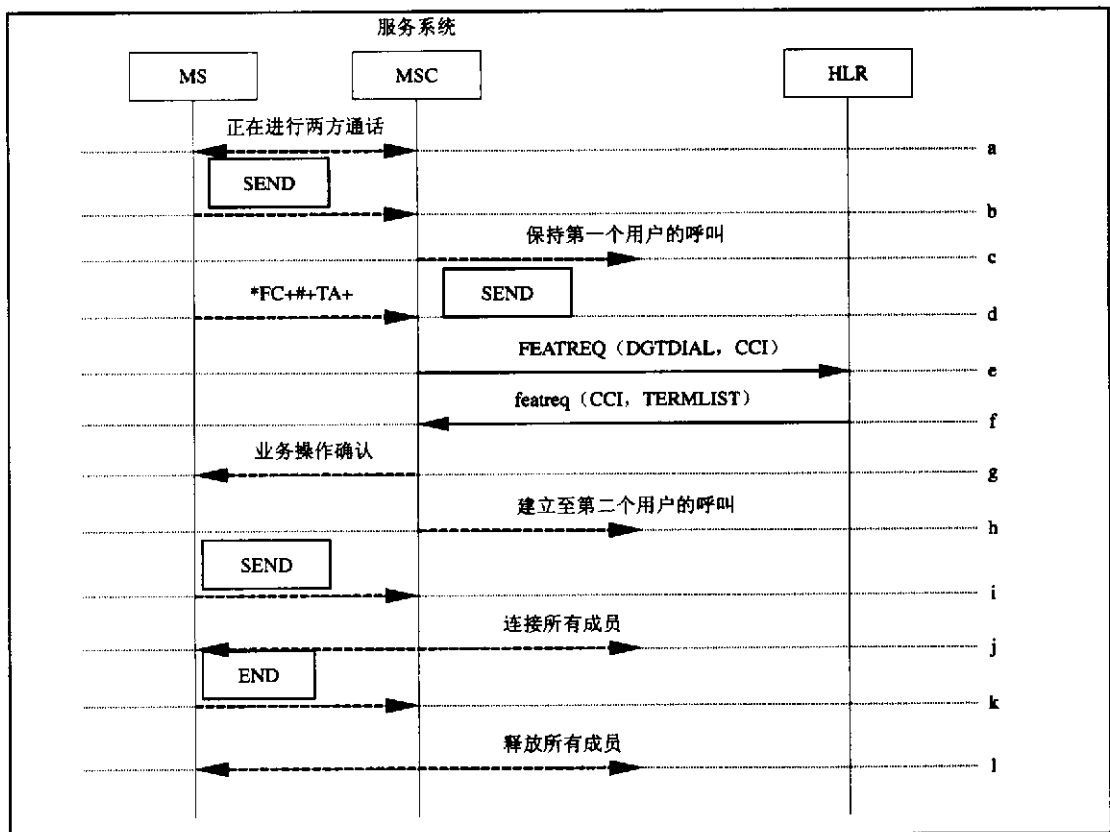 服务系统
MS MSC HLR
正在进行两方通话
a
SEND
b
保持第一个用户的呼叫
c
*FC+#+TA+ SEND
d
FEATREQ（DGTDIAL，CCI）
e
featreq（CCI，TERMLIST）
f
业务操作确认
g
建立至第二个用户的呼叫
h
SEND
i
连接所有成员
j
END
k
释放所有成员
l